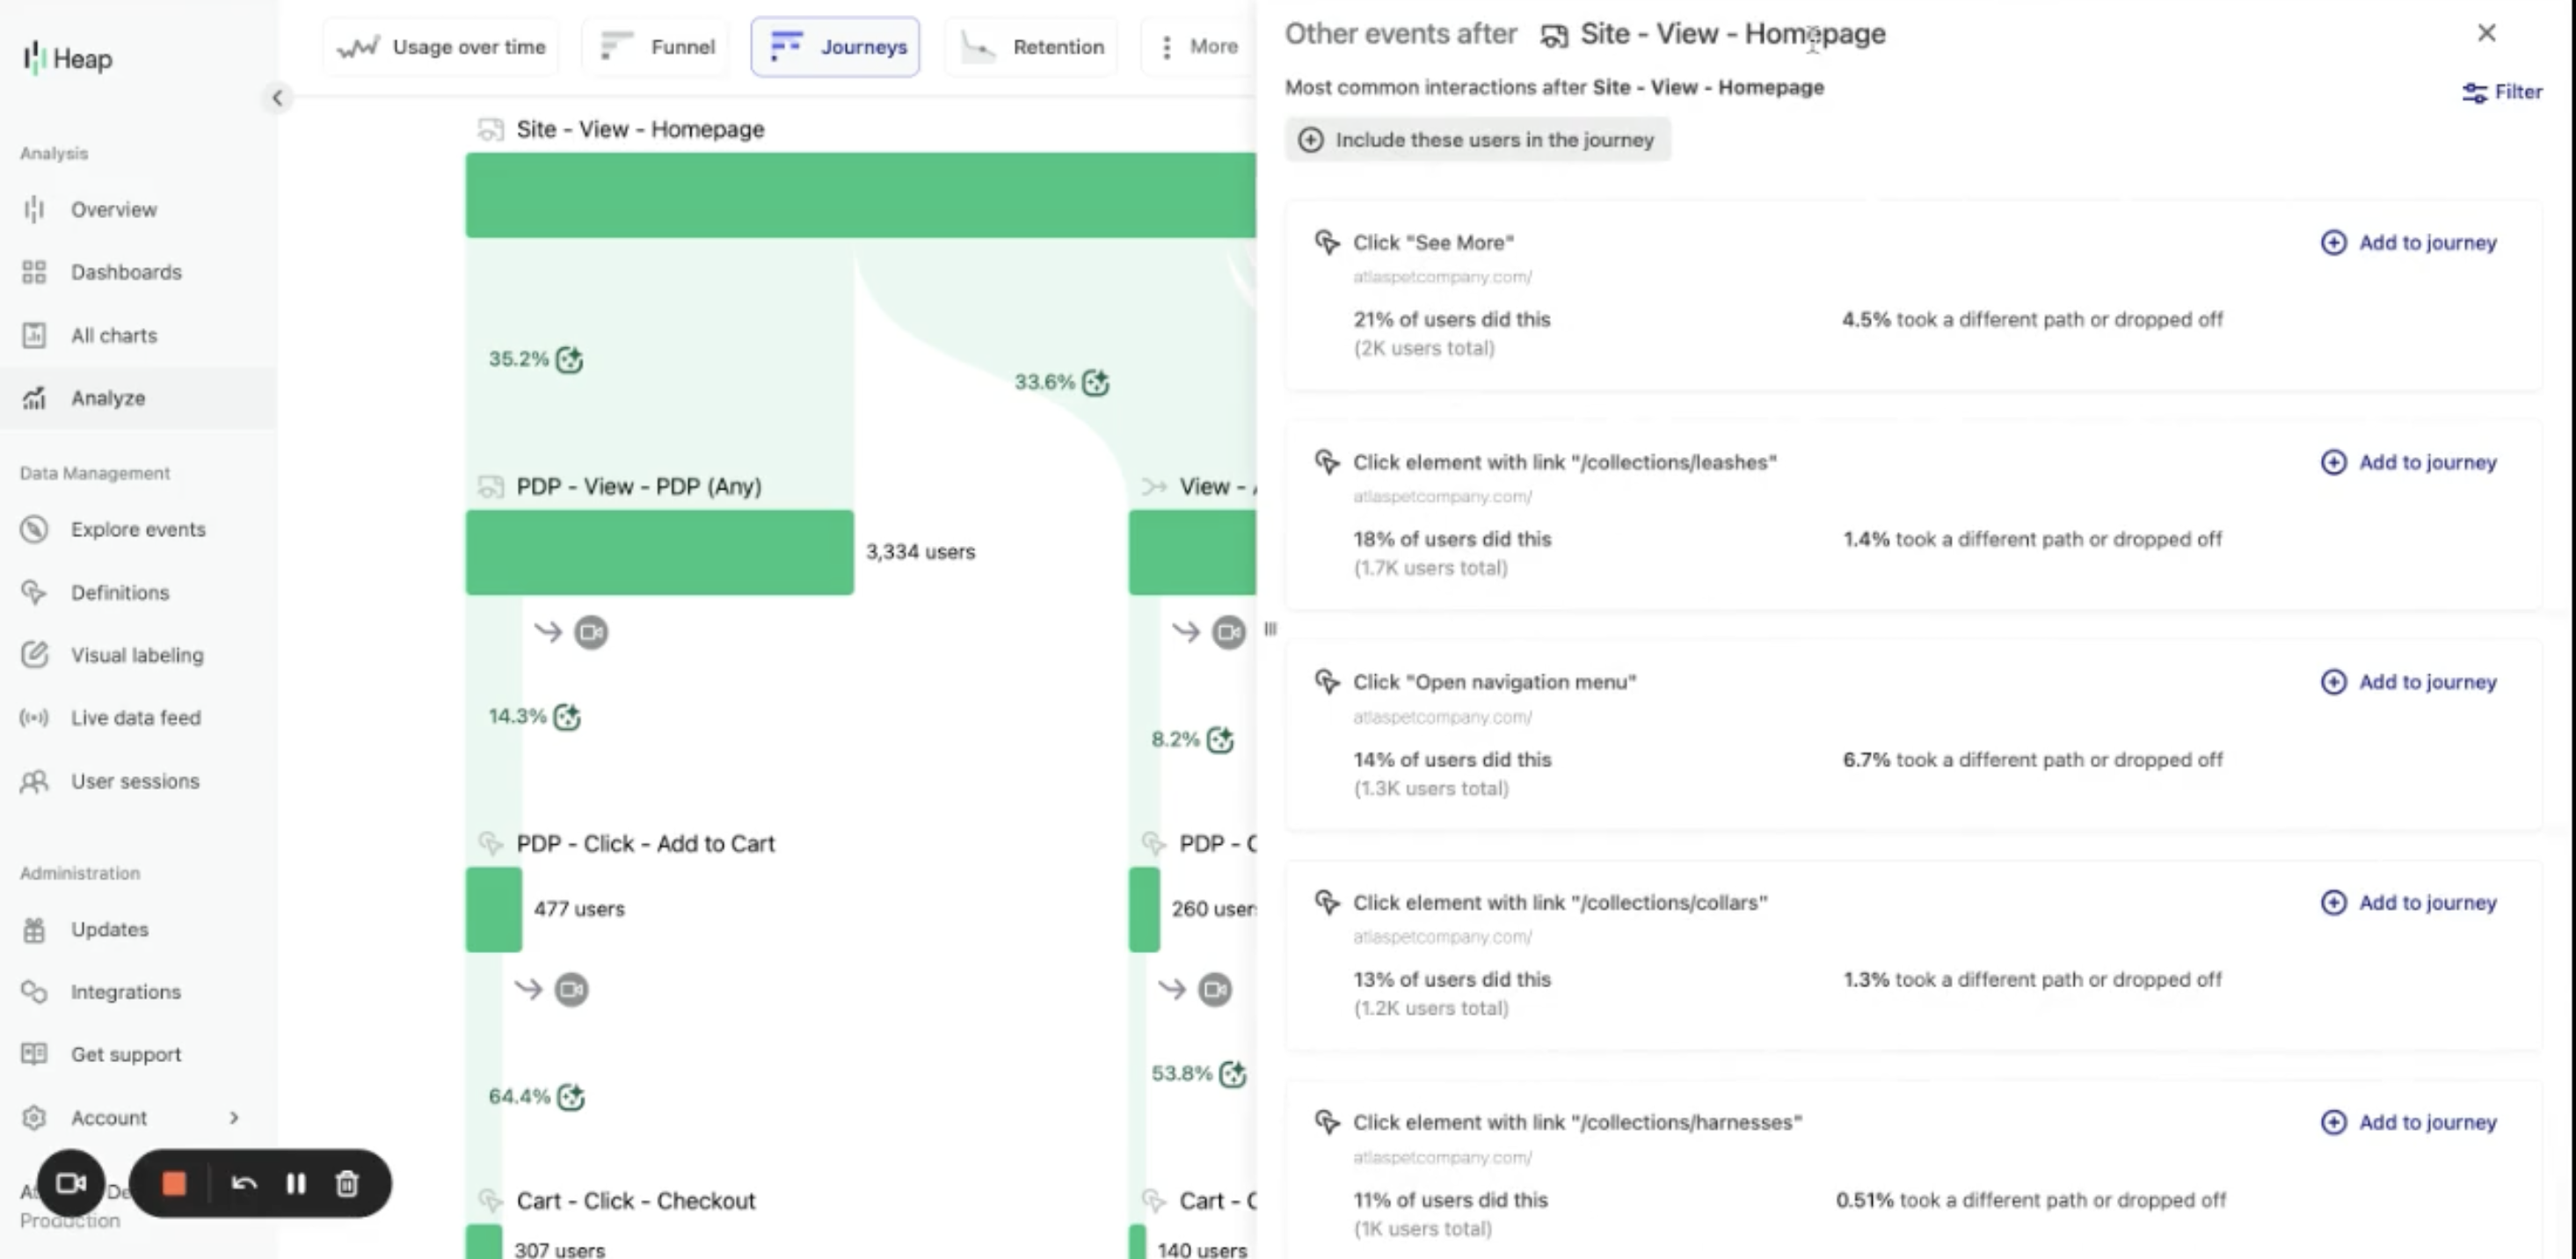 Heap
Analysis
Overview
Dashboards
All charts
Analyze
Data Management
Explore events
Definitions
Visual labeling
Live data feed
User sessions
Administration
Updates
Integrations
Get support
Account
Production
Usage over time
Funnel
Journeys
Retention
More
Site - View - Homepage
35.2%
33.6%
PDP - View - PDP (Any)
3,334 users
View -
14.3%
8.2%
PDP - Click - Add to Cart
477 users
PDP -
260 user
64.4%
53.8%
Cart - Click - Checkout
307 users
Cart -
140 users
Other events after Site - View - Homepage
Most common interactions after Site - View - Homepage
Filter
Include these users in the journey
Click "See More"
Add to journey
atlaspetcompany.com/
21% of users did this
4.5% took a different path or dropped off
(2K users total)
Click element with link "/collections/leashes"
Add to journey
atlaspetcompany.com/
18% of users did this
1.4% took a different path or dropped off
(1.7K users total)
Click "Open navigation menu"
Add to journey
atlaspetcompany.com/
14% of users did this
6.7% took a different path or dropped off
(1.3K users total)
Click element with link "/collections/collars"
Add to journey
atlaspetcompany.com/
13% of users did this
1.3% took a different path or dropped off
(1.2K users total)
Click element with link "/collections/harnesses"
Add to journey
atlaspetcompany.com/
11% of users did this
0.51% took a different path or dropped off
(1K users total)